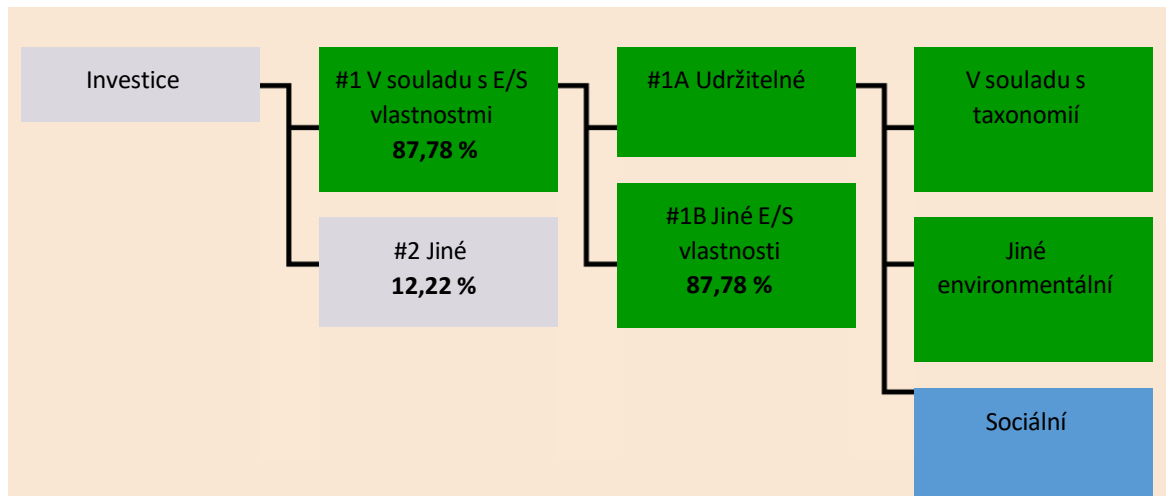 Investice
#1 V souladu s E/S
vlastnostmi
87,78 %
#2 Jiné
12,22 %
#1A Udržitelné
#1B Jiné E/S
vlastnosti
87,78 %
V souladu s
taxonomií
Jiné
environmentální
Sociální